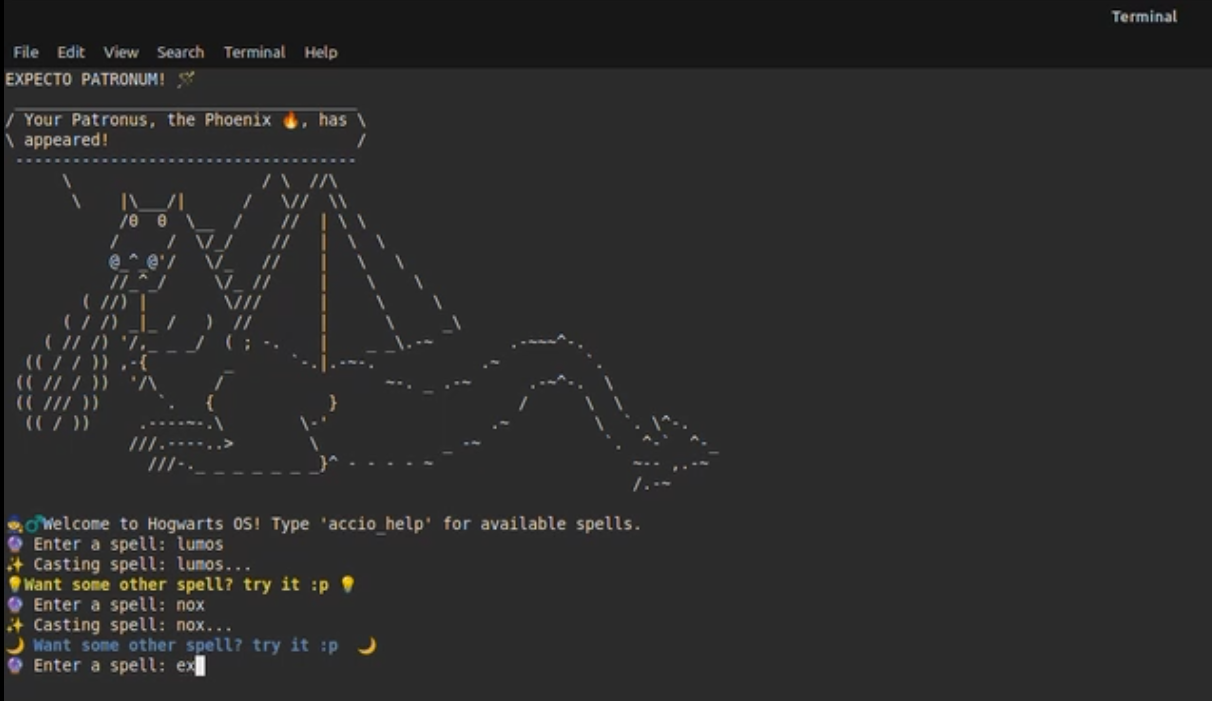 Terminal
File Edit View Search Terminal Help
EXPECTO PATRONUM! 🪄
/ Your Patronus, the Phoenix 🔥, has \
\ appeared! /
🧙♂Welcome to Hogwarts OS! Type 'accio_help' for available spells.
🔮 Enter a spell: lumos
✨ Casting spell: lumos...
💡Want some other spell? try it :p 💡
🔮 Enter a spell: nox
✨ Casting spell: nox...
🌙 Want some other spell? try it :p 🌙
🔮 Enter a spell: ex